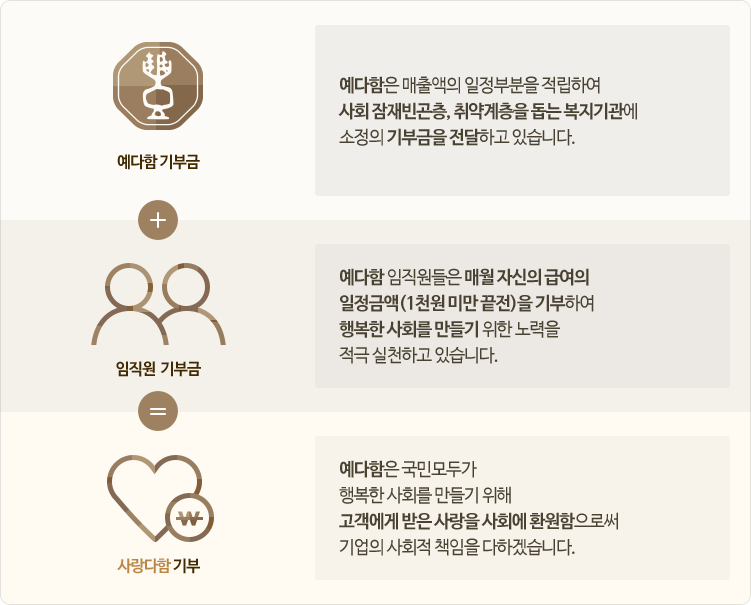 예다함은 매출액의 일정부분을 적립하여
사회 잠재빈곤층, 취약계층을 돕는 복지기관에
소정의 기부금을 전달하고 있습니다.
예다함 기부금
+
예다함 임직원들은 매월 자신의 급여의
일정금액(1천원 미만 끝전)을 기부하여
행복한 사회를 만들기 위한 노력을
적극 실천하고 있습니다.
임직원 기부금
=
예다함은 국민모두가
행복한 사회를 만들기 위해
고객에게 받은 사랑을 사회에 환원함으로써
기업의 사회적 책임을 다하겠습니다.
₩
사랑다함 기부